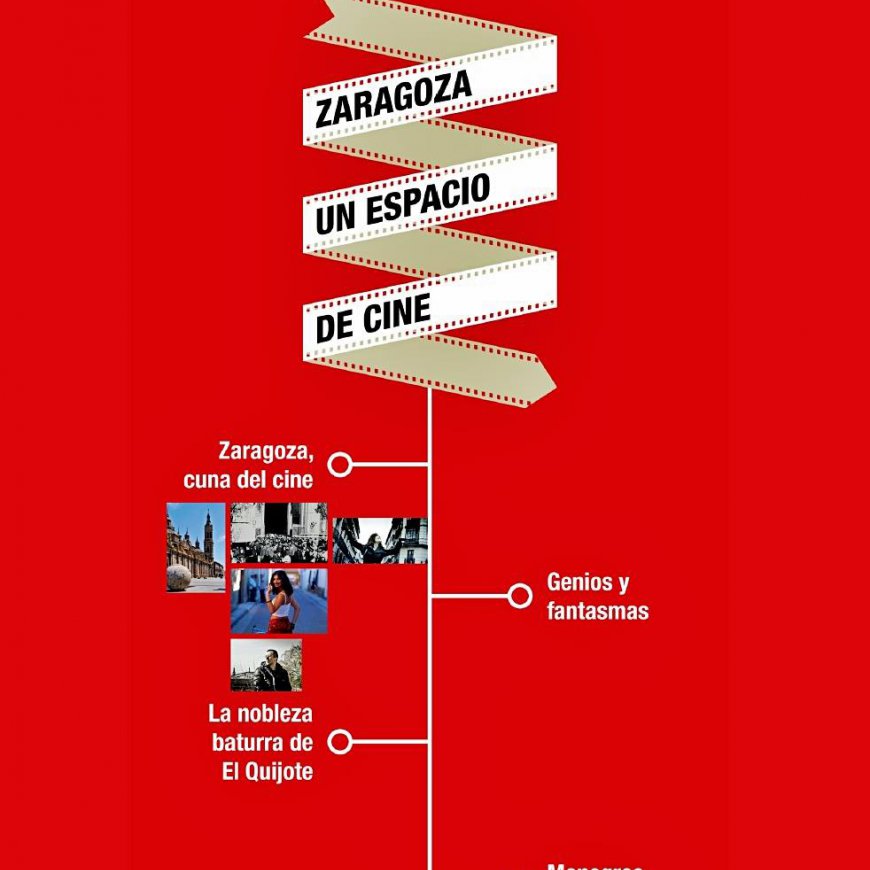 ZARAGOZA
UN ESPACIO
DE CINE
Zaragoza,
cuna del cine
Genios y
fantasmas
La nobleza
baturra de
El Quijote